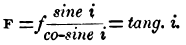 F = f sine i / co-sine i = tang. i.